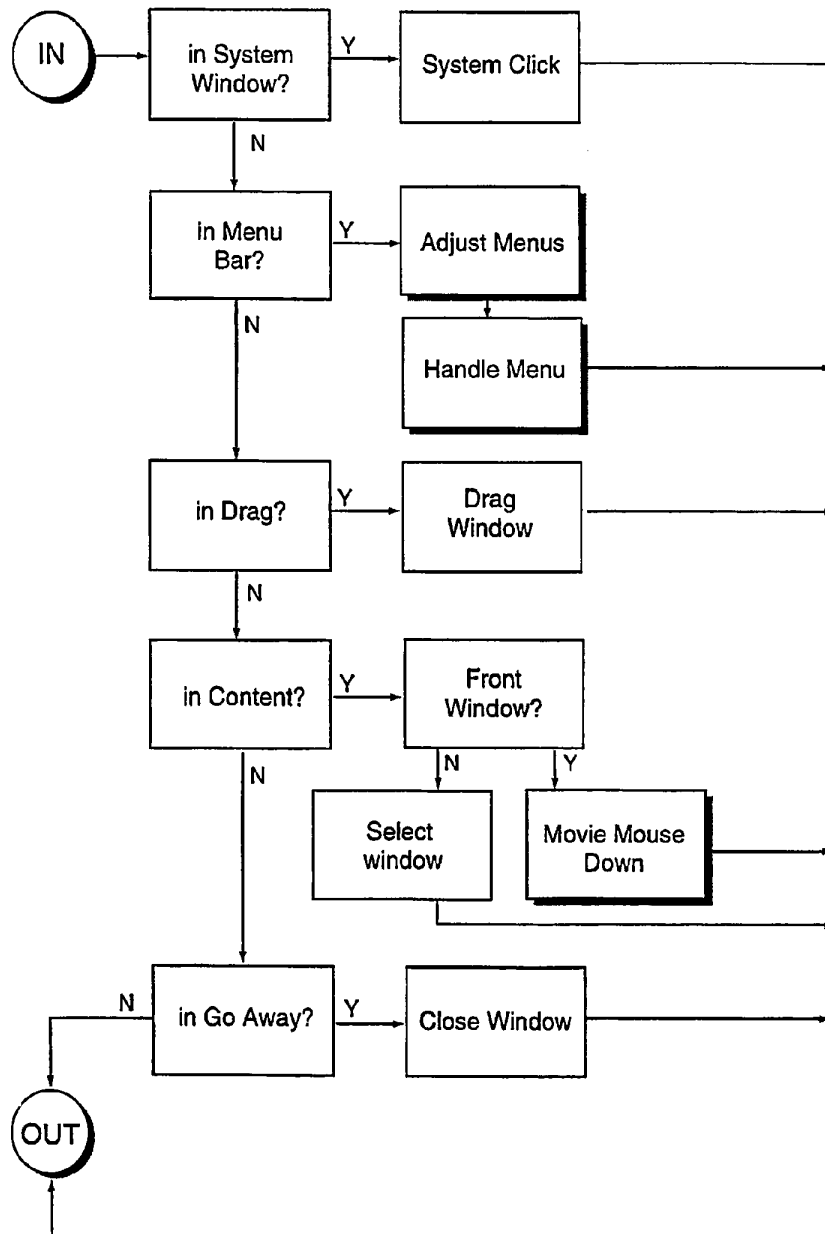 IN
in System
Window?
Y
System Click
N
in Menu
Bar?
Y
Adjust Menus
N
Handle Menu
in Drag?
Y
Drag
Window
N
in Content?
Y
Front
Window?
N
N
Y
Select
window
Movie Mouse
Down
N
in Go Away?
Y
Close Window
OUT